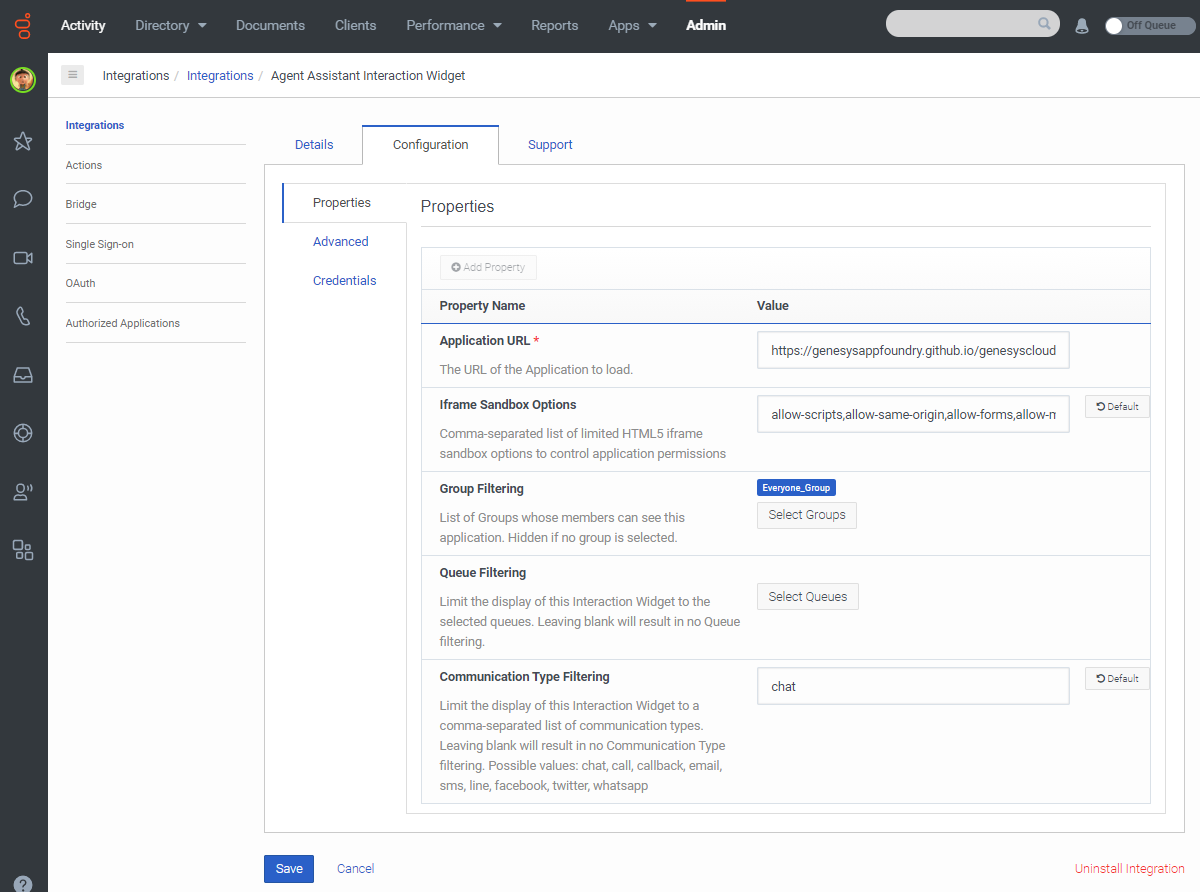 Activity
Directory
Documents
Clients
Performance
Reports
Apps
Admin
Off Queue
Integrations / Integrations / Agent Assistant Interaction Widget
Integrations
Actions
Bridge
Single Sign-on
OAuth
Authorized Applications
Details
Configuration
Support
Properties
Advanced
Credentials
Properties
Add Property
Property Name
Value
Application URL *
The URL of the Application to load.
https://genesysappfoundry.github.io/genesyscloud
Iframe Sandbox Options
Comma-separated list of limited HTML5 iframe
sandbox options to control application permissions
allow-scripts,allow-same-origin,allow-forms,allow-m
Default
Group Filtering
List of Groups whose members can see this
application. Hidden if no group is selected.
Everyone_Group
Select Groups
Queue Filtering
Limit the display of this Interaction Widget to the
selected queues. Leaving blank will result in no Queue
filtering.
Select Queues
Communication Type Filtering
Limit the display of this Interaction Widget to a
comma-separated list of communication types.
Leaving blank will result in no Communication Type
filtering. Possible values: chat, call, callback, email,
sms, line, facebook, twitter, whatsapp
chat
Default
Save
Cancel
Uninstall Integration